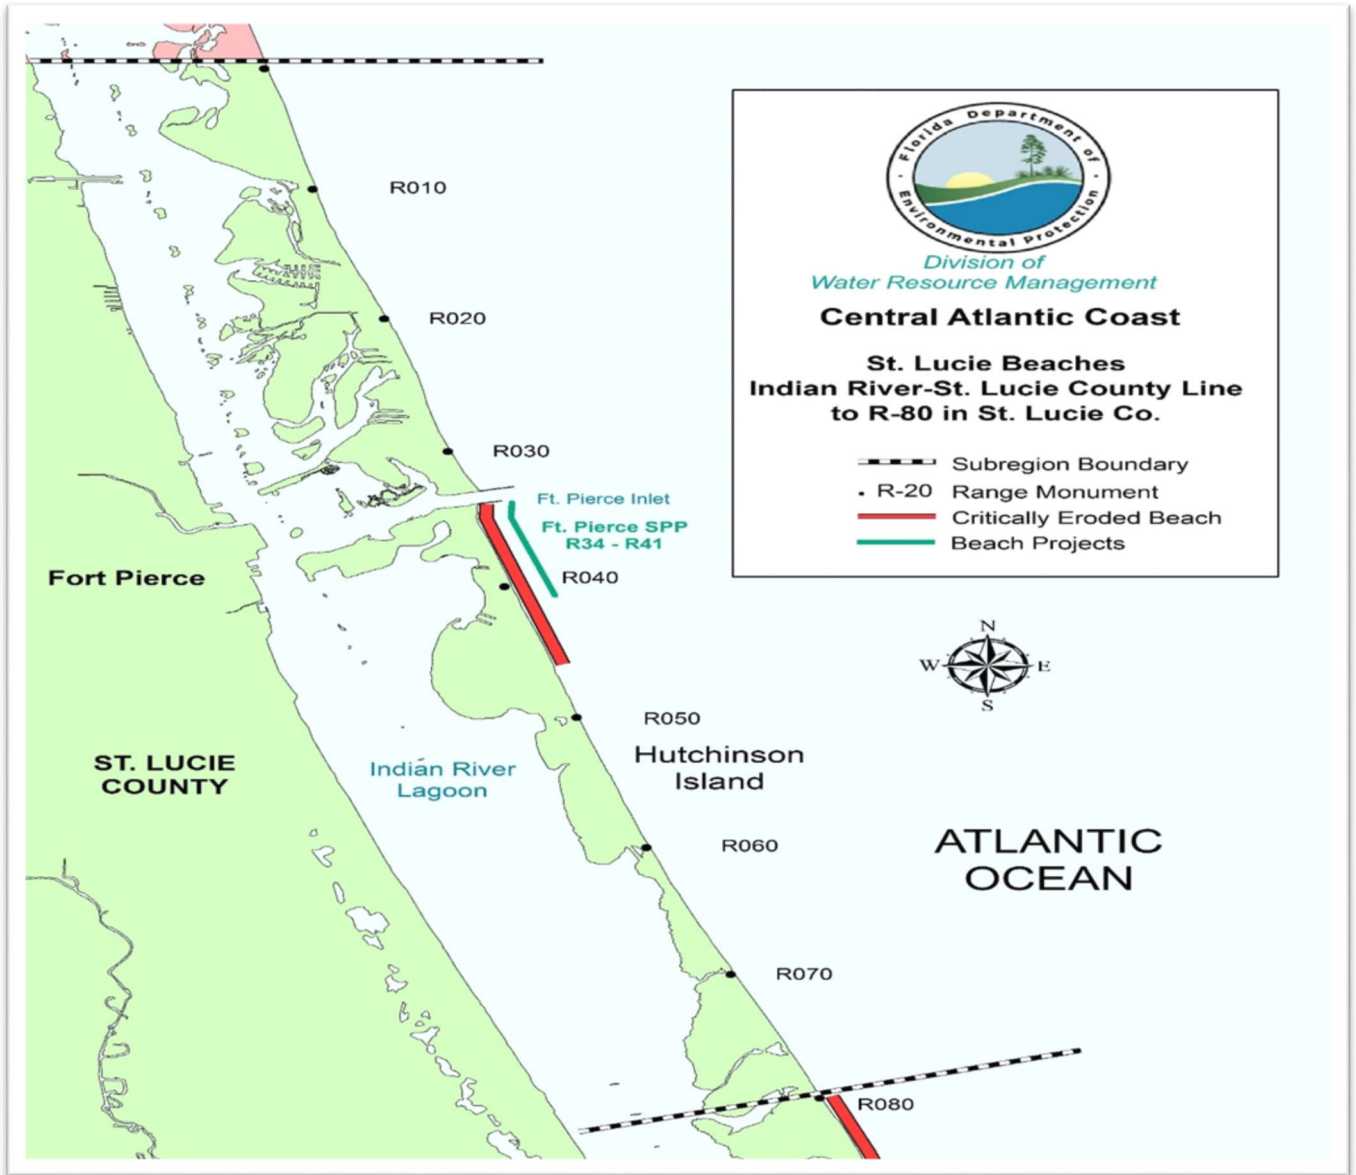 Florida Department of
Environmental Protection
Division of
Water Resource Management
Central Atlantic Coast
St. Lucie Beaches
Indian River-St. Lucie County Line
to R-80 in St. Lucie Co.
Subregion Boundary
R-20 Range Monument
Critically Eroded Beach
Beach Projects
R010
R020
R030
Ft. Pierce Inlet
Ft. Pierce SPP
R34 - R41
R040
Fort Pierce
N
W E
S
R050
Hutchinson
Island
ST. LUCIE
COUNTY
Indian River
Lagoon
ATLANTIC
OCEAN
R060
R070
R080